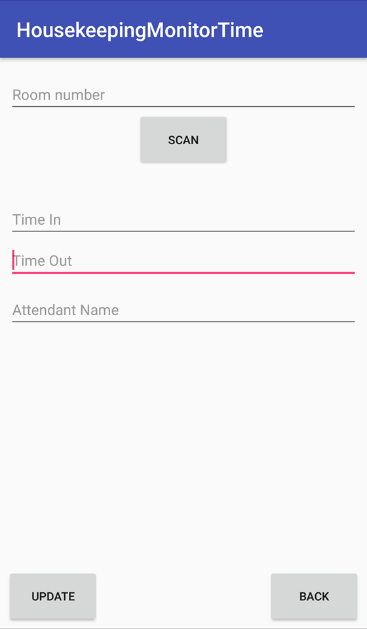 HousekeepingMonitorTime
Room number
SCAN
Time In
Time Out
Attendant Name
UPDATE
BACK